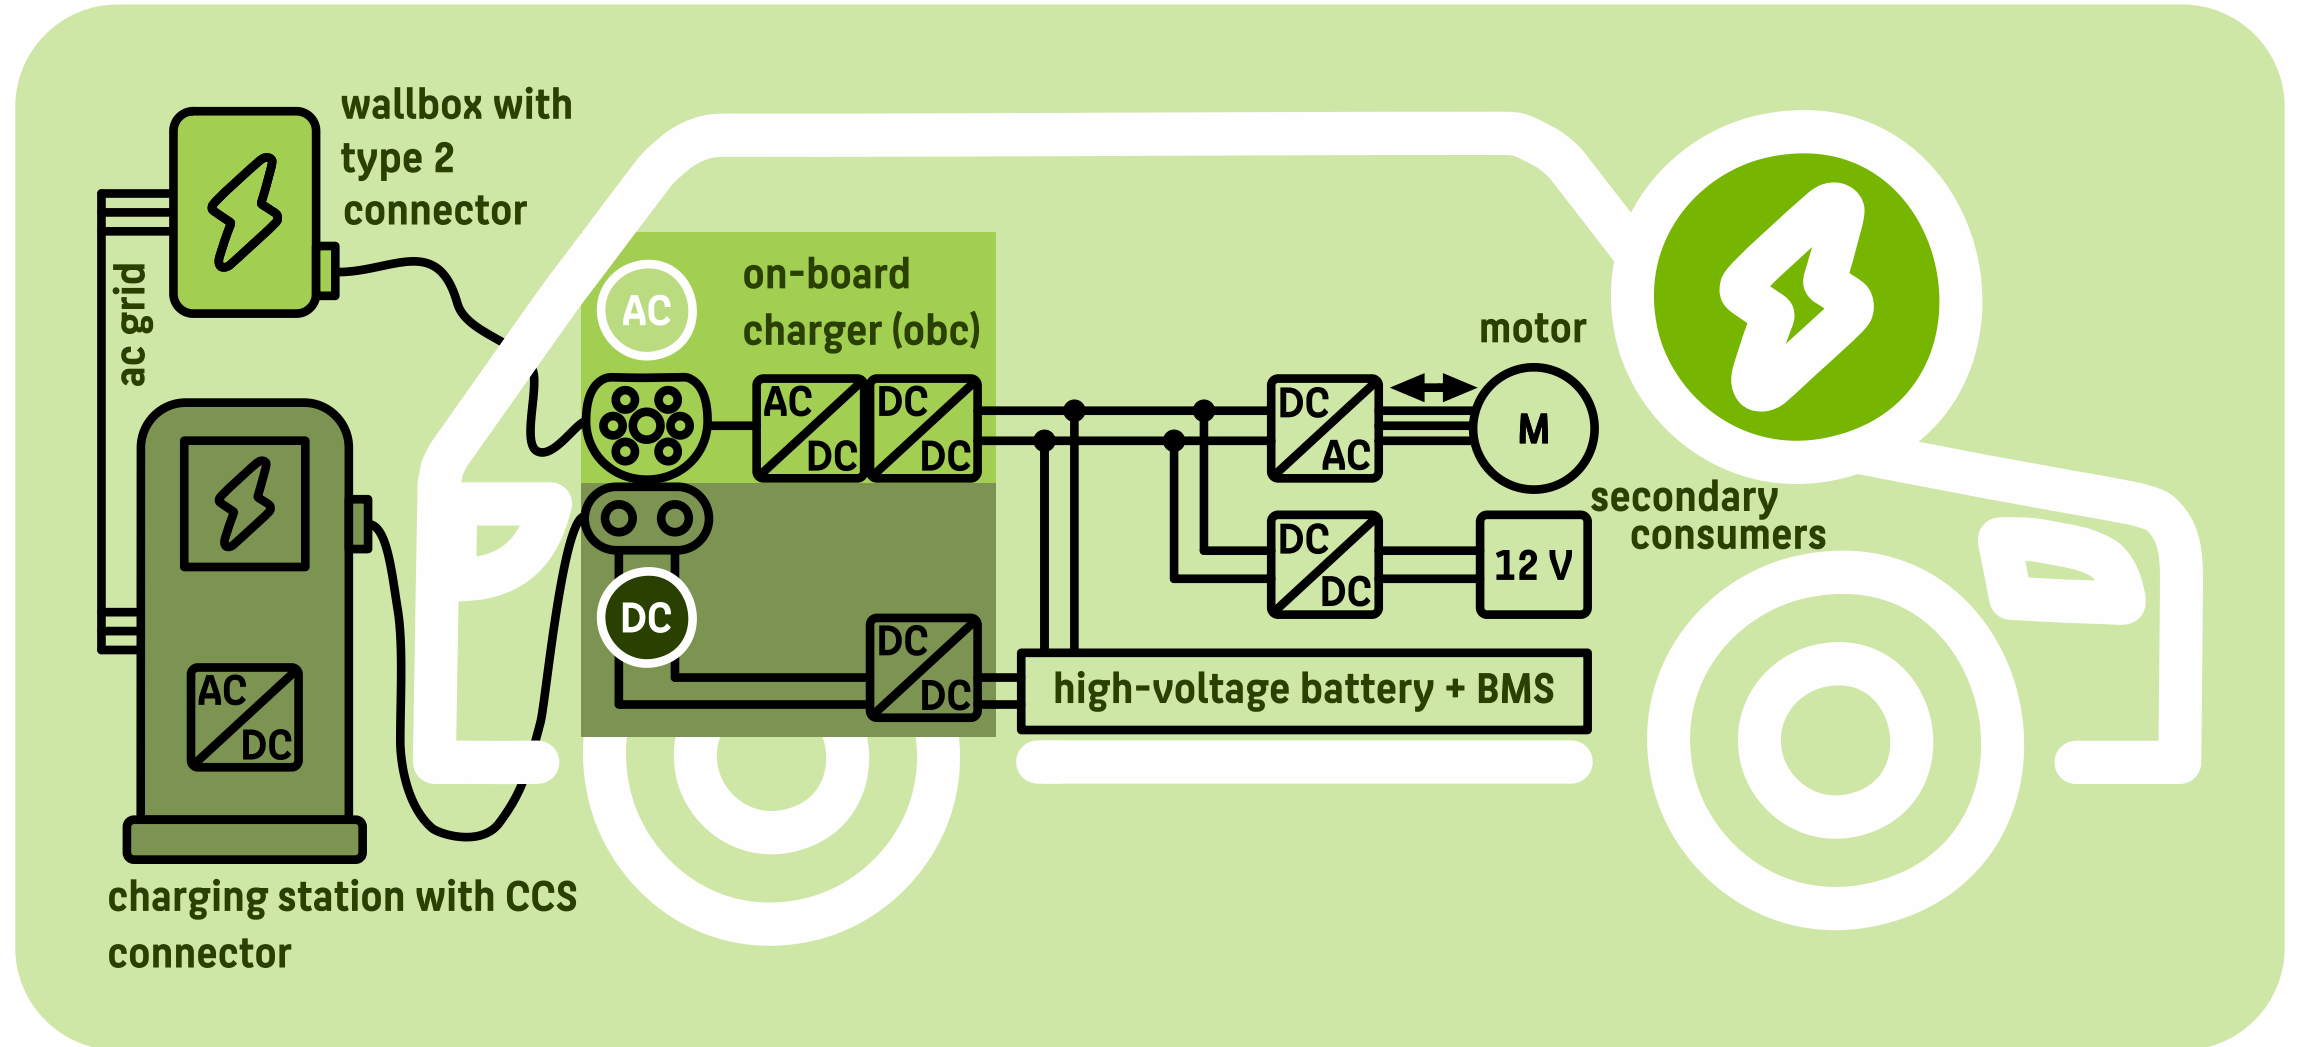 wallbox with
type 2
connector
ac grid
AC
on-board
charger (obc)
AC
DC
DC
DC
DC
AC
motor
M
secondary
consumers
DC
DC
12 V
DC
DC
DC
high-voltage battery + BMS
AC
DC
charging station with CCS
connector